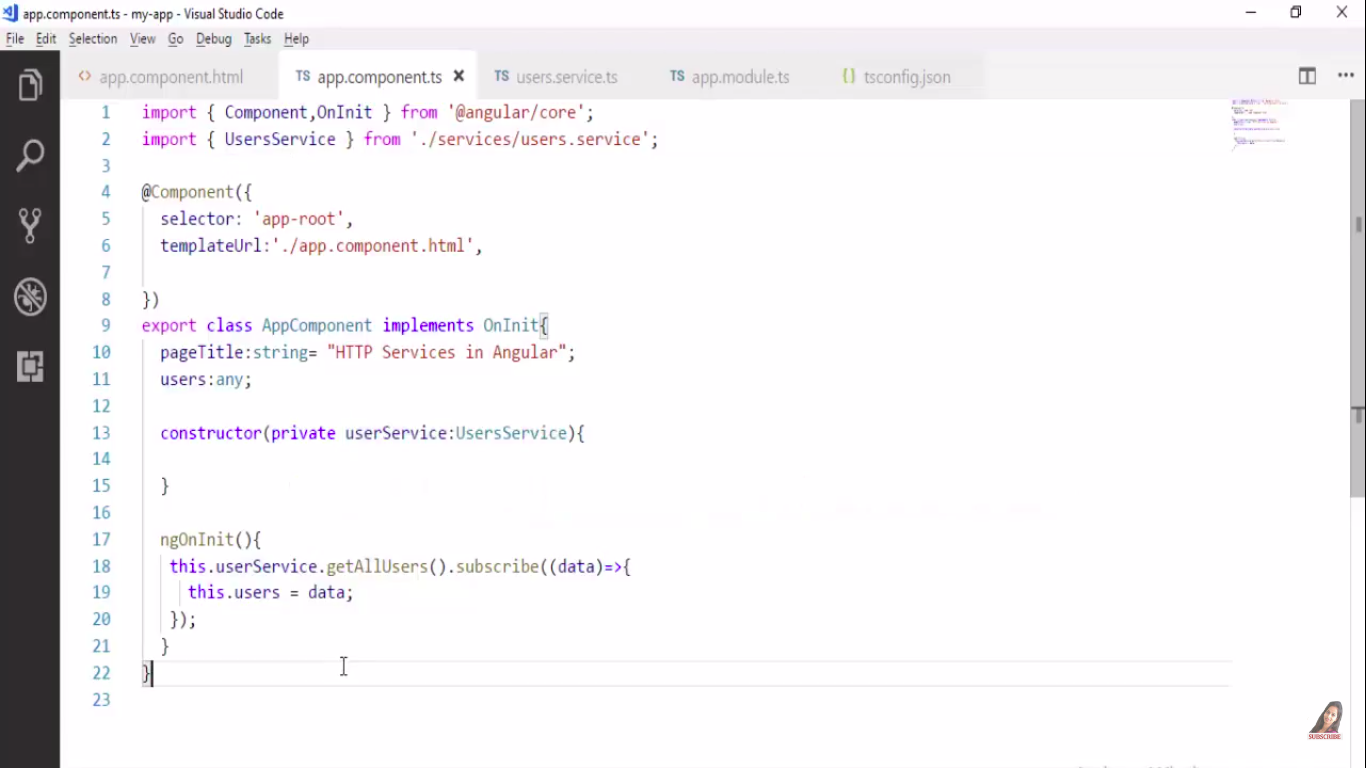 app.component.ts - my-app - Visual Studio Code
File Edit Selection View Go Debug Tasks Help
<> app.component.html TS app.component.ts × TS users.service.ts TS app.module.ts {} tsconfig.json
1 import { Component,OnInit } from '@angular/core';
2 import { UsersService } from './services/users.service';
3
4 @Component({
5 selector: 'app-root',
6 templateUrl:'./app.component.html',
7
8 })
9 export class AppComponent implements OnInit{
10 pageTitle:string= "HTTP Services in Angular";
11 users:any;
12
13 constructor(private userService:UsersService){
14
15 }
16
17 ngOnInit(){
18 this.userService.getAllUsers().subscribe((data)=>{
19 this.users = data;
20 });
21 }
22 }
23
SUBSCRIBE